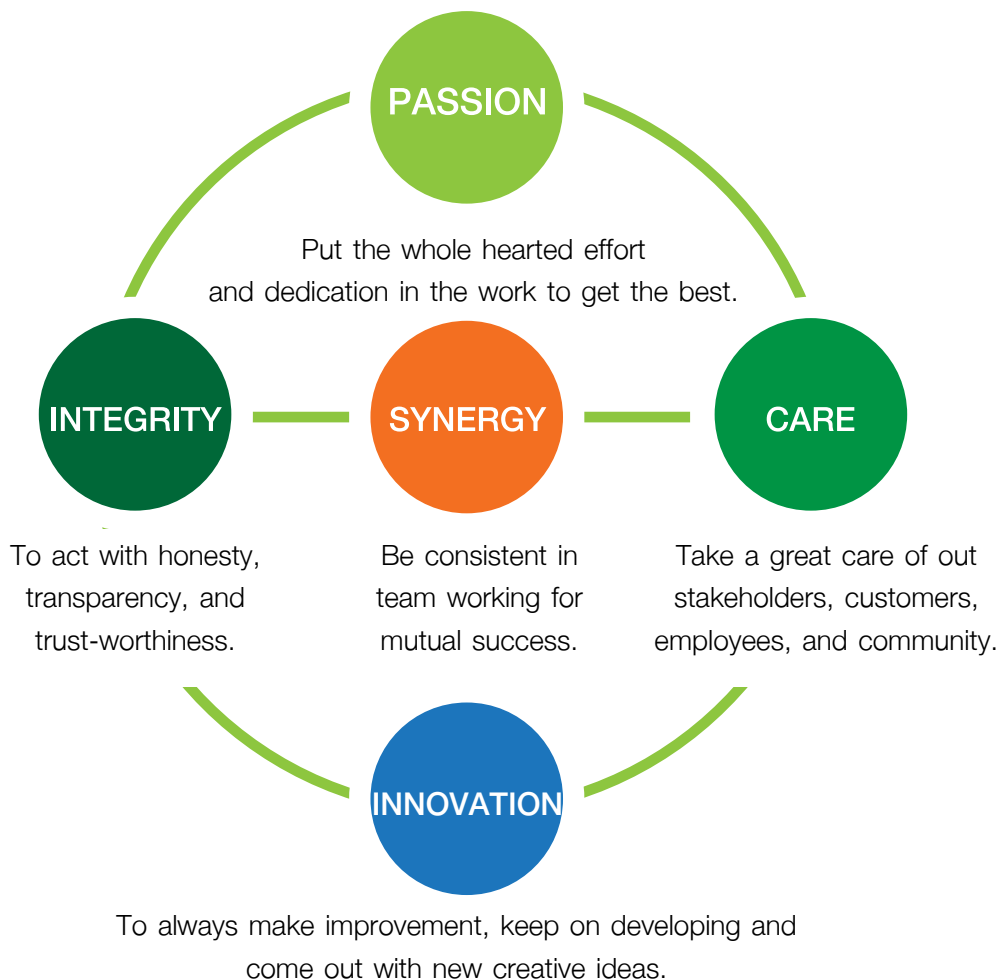 PASSION
Put the whole hearted effort
and dedication in the work to get the best.
INTEGRITY
To act with honesty,
transparency, and
trust-worthiness.
SYNERGY
Be consistent in
team working for
mutual success.
CARE
Take a great care of out
stakeholders, customers,
employees, and community.
INNOVATION
To always make improvement, keep on developing and
come out with new creative ideas.